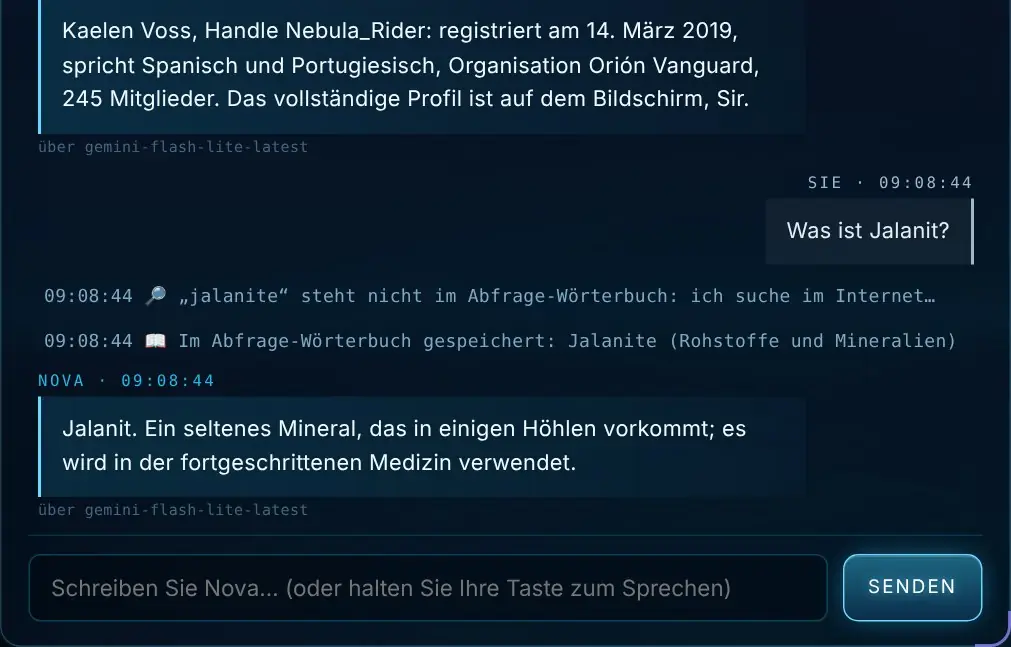 Kaelen Voss, Handle Nebula_Rider: registriert am 14. März 2019,
spricht Spanisch und Portugiesisch, Organisation Orión Vanguard,
245 Mitglieder. Das vollständige Profil ist auf dem Bildschirm, Sir.
über gemini-flash-lite-latest
SIE · 09:08:44
Was ist Jalanit?
09:08:44 🔎 „jalanite“ steht nicht im Abfrage-Wörterbuch: ich suche im Internet…
09:08:44 📖 Im Abfrage-Wörterbuch gespeichert: Jalanite (Rohstoffe und Mineralien)
NOVA · 09:08:44
Jalanit. Ein seltenes Mineral, das in einigen Höhlen vorkommt; es
wird in der fortgeschrittenen Medizin verwendet.
über gemini-flash-lite-latest
Schreiben Sie Nova... (oder halten Sie Ihre Taste zum Sprechen)
SENDEN